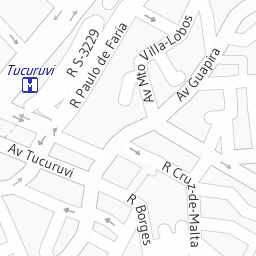 Tucuruvi
R S-3229
R Paulo de Faria
Av Mto Villa-Lobos
Av Guapira
Av Tucuruvi
R Cruz-de-Malta
R Borges